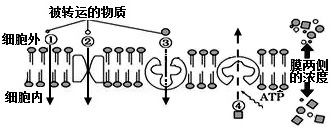 被转运的物质
细胞外 ① ② ③
膜两侧的浓度
细胞内 ATP
④